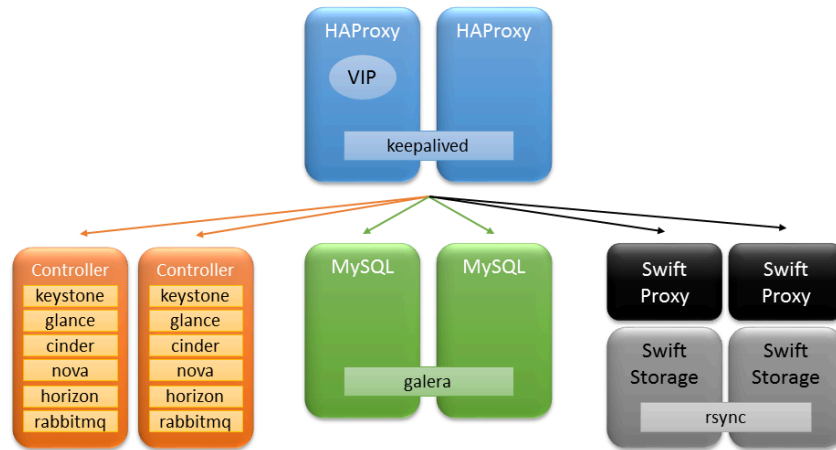 HAProxy
HAProxy
VIP
keepalived
Controller
keystone
glance
cinder
nova
horizon
rabbitmq
Controller
keystone
glance
cinder
nova
horizon
rabbitmq
MySQL
MySQL
galera
Swift
Proxy
Swift
Proxy
Swift
Storage
Swift
Storage
rsync